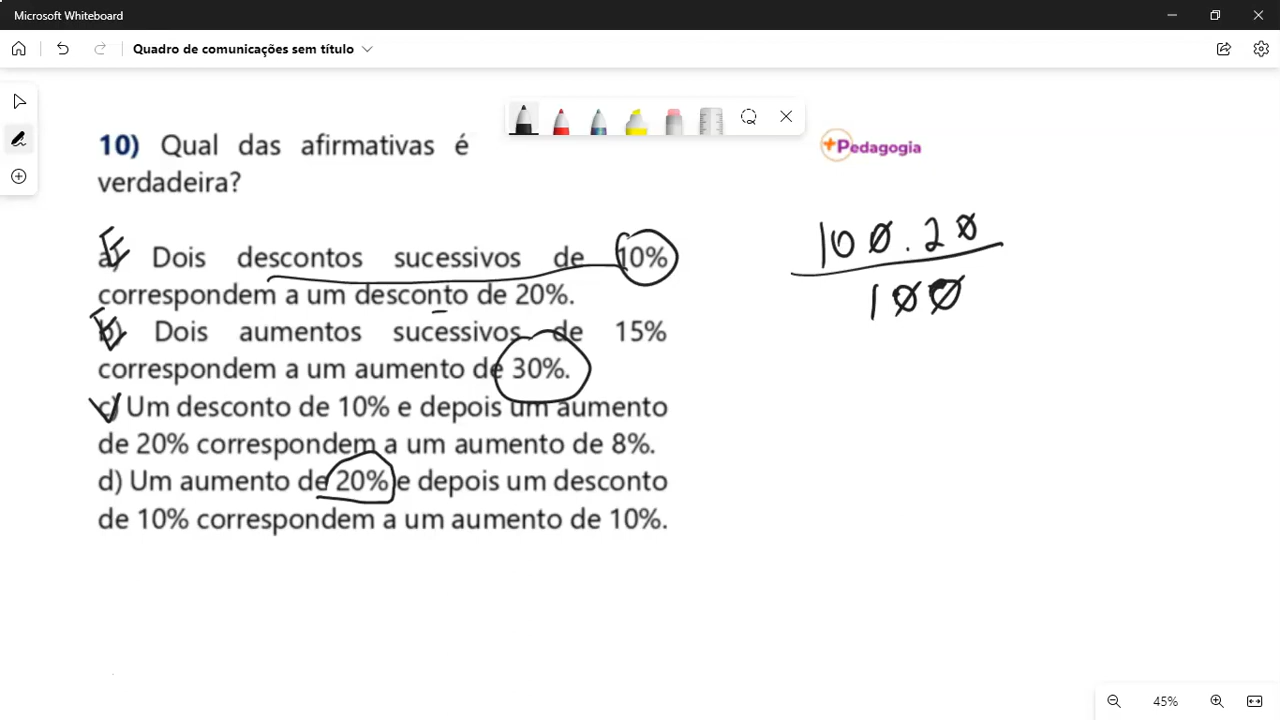 Microsoft Whiteboard
Quadro de comunicações sem título
10) Qual das afirmativas é
verdadeira?
+Pedagogia
a) Dois descontos sucessivos de 10%
correspondem a um desconto de 20%.
b) Dois aumentos sucessivos de 15%
correspondem a um aumento de 30%.
c) Um desconto de 10% e depois um aumento
de 20% correspondem a um aumento de 8%.
d) Um aumento de 20% e depois um desconto
de 10% correspondem a um aumento de 10%.
100.20
100
45%